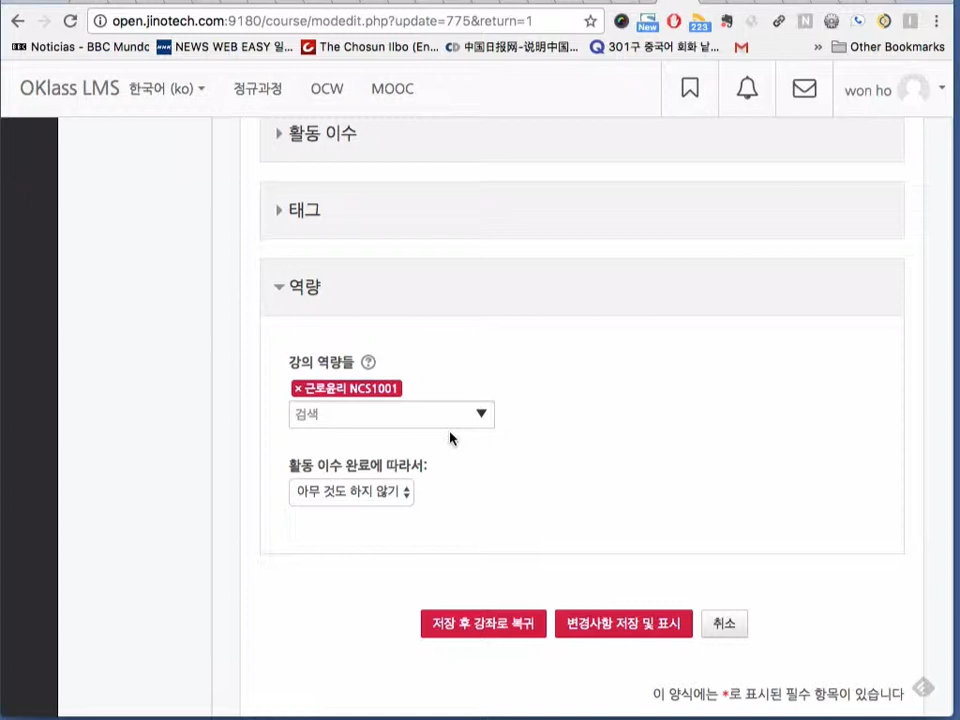 open.jinotech.com:9180/course/modedit.php?update=775&return=1
New
223
Noticias - BBC Mundo
NEWS WEB EASY 일...
The Chosun Ilbo (En...
中国日报网-说明中国...
301구 중국어 회화 낱...
»
Other Bookmarks
OKlass LMS
한국어 (ko)
정규과정
OCW
MOOC
won ho
활동 이수
태그
역량
강의 역량들 ?
× 근로윤리 NCS1001
검색
활동 이수 완료에 따라서:
아무 것도 하지 않기
저장 후 강좌로 복귀
변경사항 저장 및 표시
취소
이 양식에는 *로 표시된 필수 항목이 있습니다